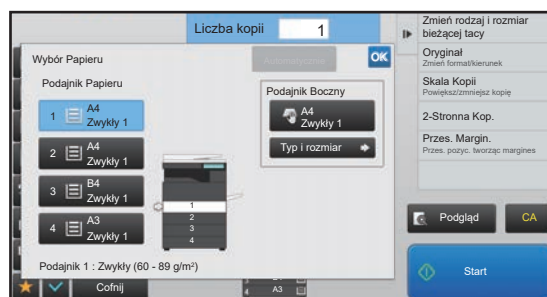 Liczba kopii 1
Wybór Papieru
Automatycznie
OK
Podajnik Papieru
1 A4
Zwykły 1
2 A4
Zwykły 1
3 B4
Zwykły 1
4 A3
Zwykły 1
1
2
3
4
Podajnik Boczny
A4
Zwykły 1
Typ i rozmiar
Podajnik 1 : Zwykły (60 - 89 g/m²)
Cofnij
4 A3
Zmień rodzaj i rozmiar
bieżącej tacy
Oryginał
Zmień format/kierunek
Skala Kopii
Powiększ/zmniejsz kopię
2-Stronna Kop.
Przes. Margin.
Przes. pozyc. tworząc margines
Podgląd
CA
Start